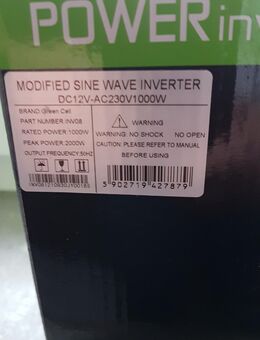 POWER inv
MODIFIED SINE WAVE INVERTER
DC12V-AC230V1000W
BRAND:Green Cell
PART NUMBER:INV08
RATED POWER:1000W
PEAK POWER:2000W
OUTPUT FREQUENCY:50HZ
WARNING
WARNING: NO SHOCK NO OPEN
CAUTION: PLEASE REFER TO MANUAL
BEFORE USING
5 902719 427879